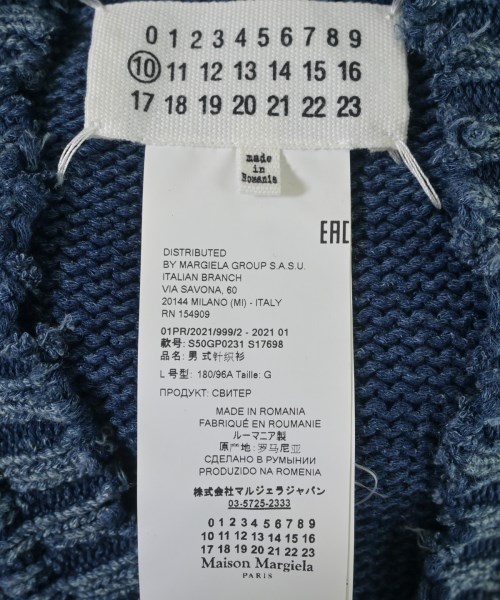 0 1 2 3 4 5 6 7 8 9
10 11 12 13 14 15 16
17 18 19 20 21 22 23
made
in
Romania
EAC
DISTRIBUTED
BY MARGIELA GROUP S.A.S.U.
ITALIAN BRANCH
VIA SAVONA, 60
20144 MILANO (MI) - ITALY
RN 154909
01PR/2021/999/2 - 2021 01
款号: S50GP0231 S17698
品名: 男 式针织衫
L 号型: 180/96A Taille: G
ПРОДУКТ: СВИТЕР
MADE IN ROMANIA
FABRIQUÉ EN ROUMANIE
ルーマニア製
原产地: 罗马尼亚
СДЕЛАНО В РУМЫНИИ
PRODUZIDO NA ROMENIA
株式会社マルジェラジャパン
03-5725-2333
0 1 2 3 4 5 6 7 8 9
10 11 12 13 14 15 16
17 18 19 20 21 22 23
Maison Margiela
PARIS